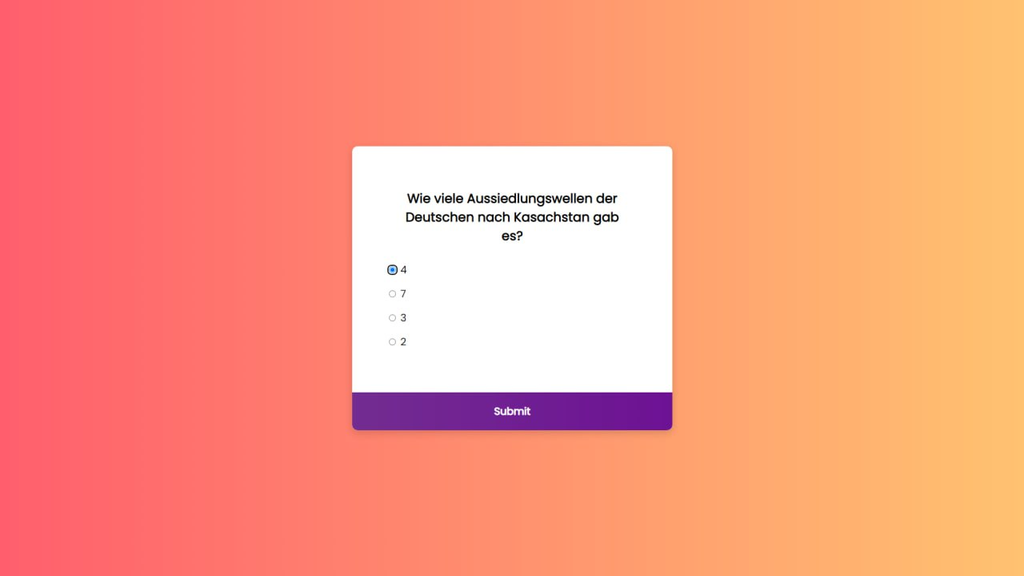 Wie viele Aussiedlungswellen der
Deutschen nach Kasachstan gab
es?
4
7
3
2
Submit